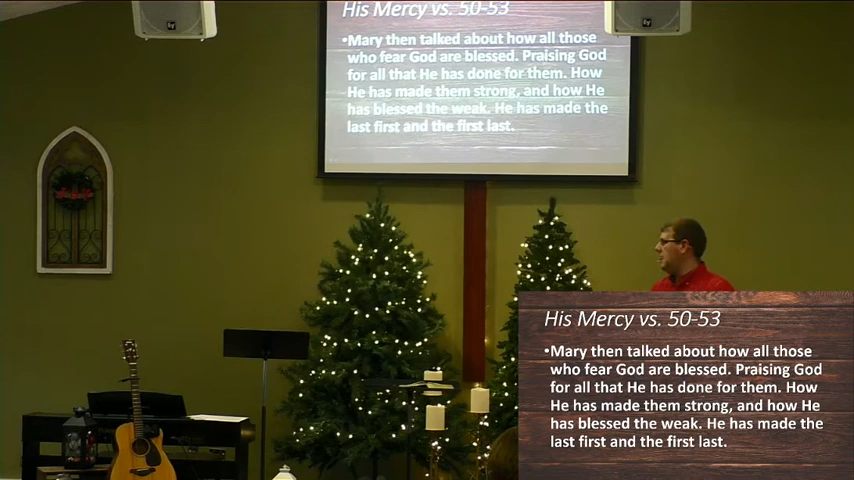 His Mercy vs. 50-53
•Mary then talked about how all those
who fear God are blessed. Praising God
for all that He has done for them. How
He has made them strong, and how He
has blessed the weak. He has made the
last first and the first last.
His Mercy vs. 50-53
•Mary then talked about how all those
who fear God are blessed. Praising God
for all that He has done for them. How
He has made them strong, and how He
has blessed the weak. He has made the
last first and the first last.